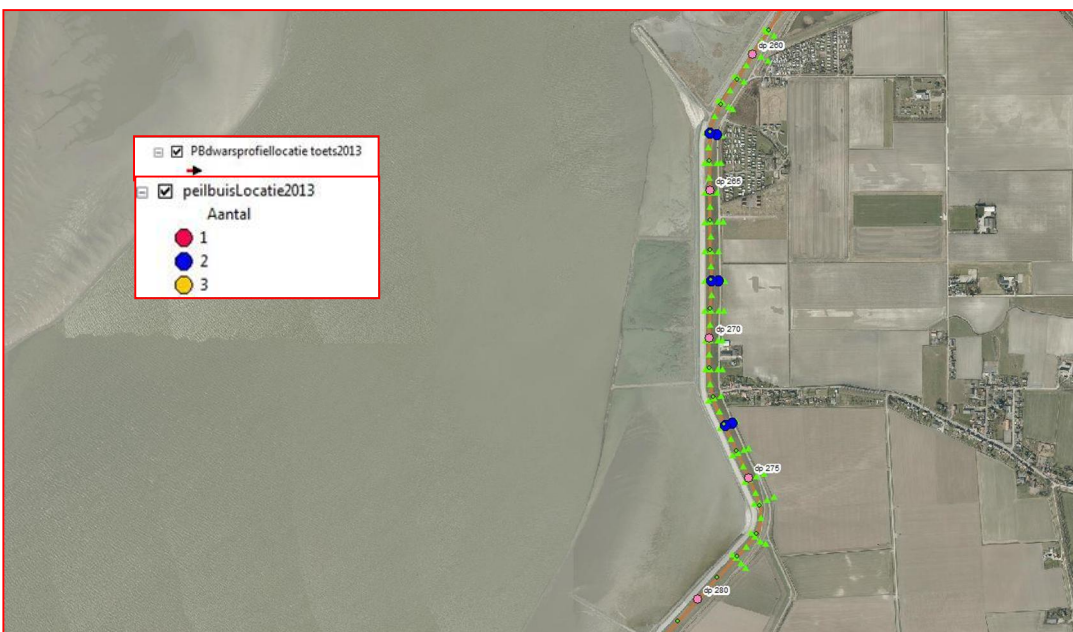 dp 260
PBdwarsprofiellocatie toets2013
peilbuisLocatie2013
Aantal
1
2
3
dp 265
dp 270
dp 275
dp 280